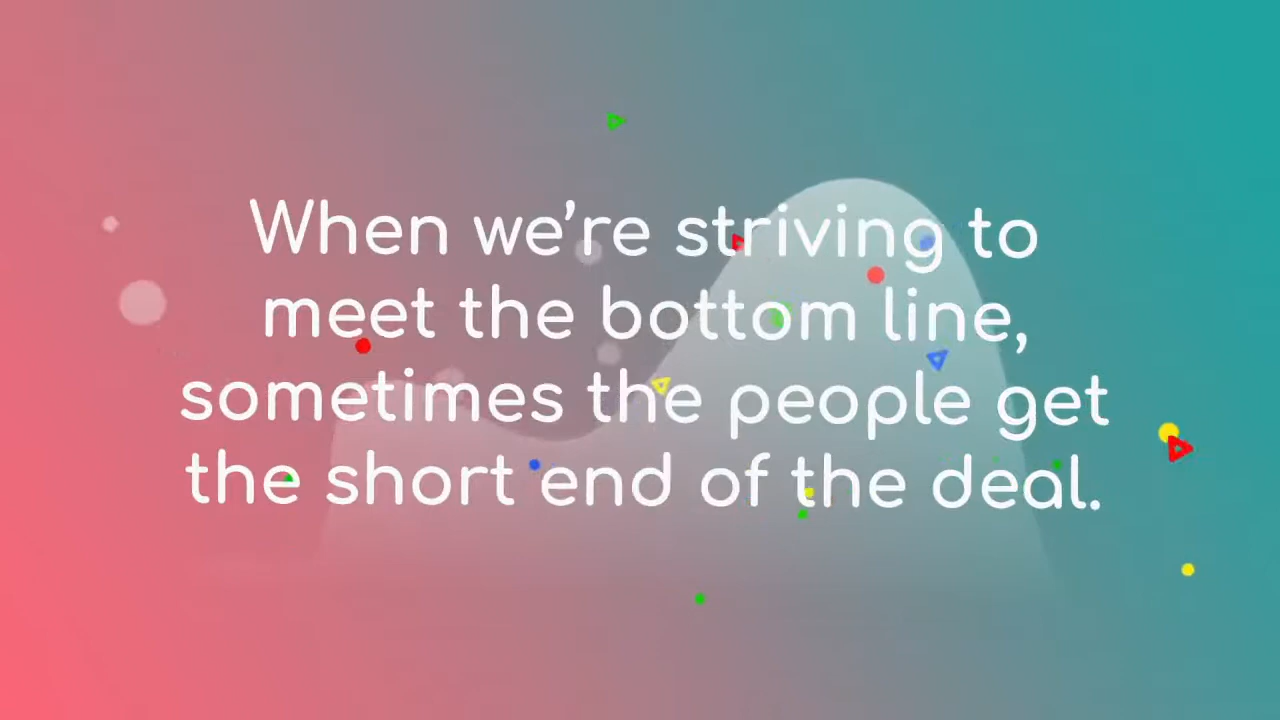 When we’re striving to
meet the bottom line,
sometimes the people get
the short end of the deal.